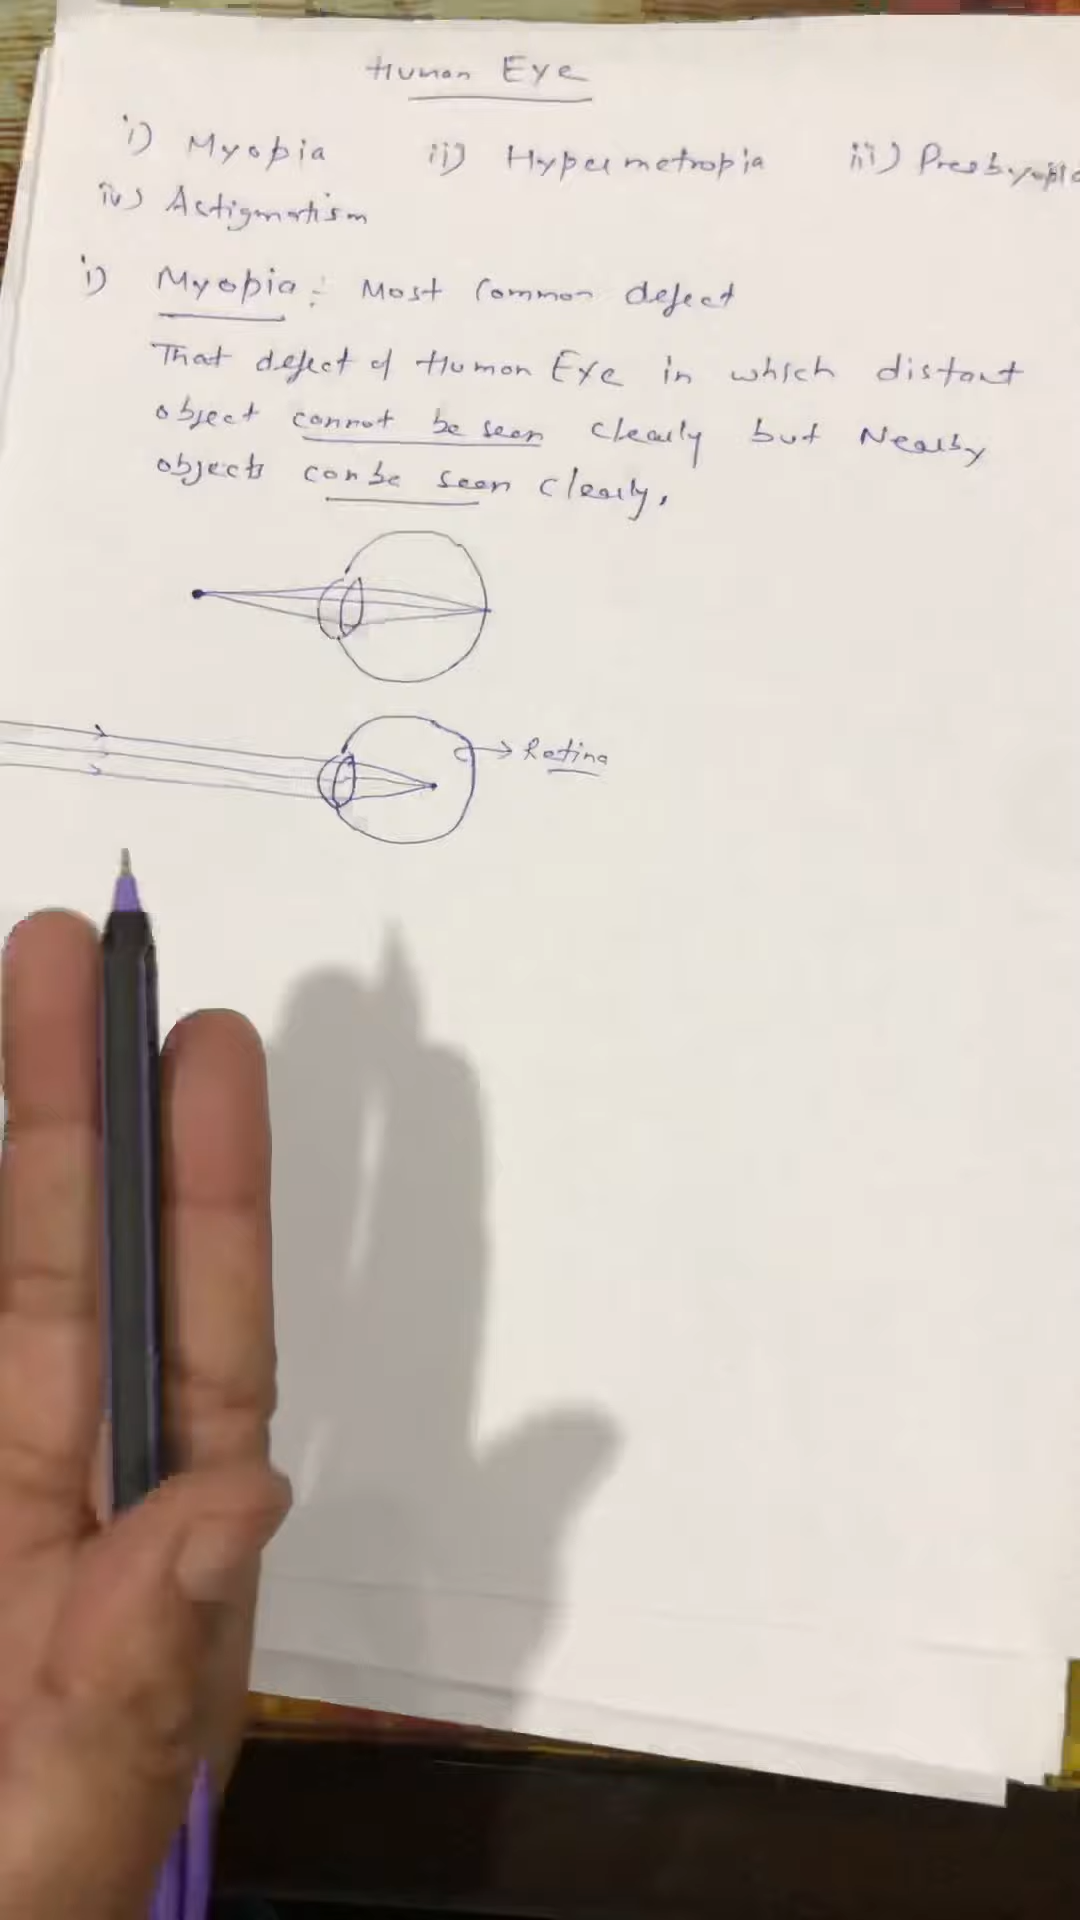 Human Eye
i) Myopia ii) Hypermetropia iii) Presbyopia
iv) Astigmatism
i) Myopia : Most Common defect
That defect of Human Eye in which distant
object cannot be seen clearly but Nearby
objects can be seen clearly.
Retina